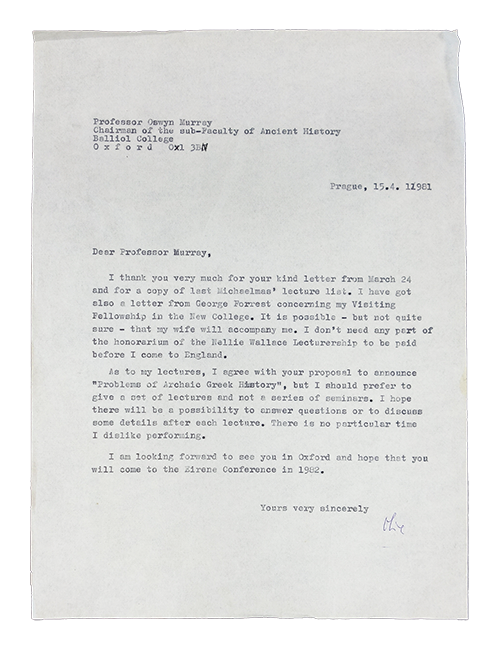 Professor Oswyn Murray
Chairman of the sub-Faculty of Ancient History
Balliol College
O x f o r d   Ox1 3BN
Prague, 15.4. 11981
Dear Professor Murray,
I thank you very much for your kind letter from March 24
and for a copy of last Michaelmas' lecture list. I have got
also a letter from George Forrest concerning my Visiting
Fellowship in the New College. It is possible - but not quite
sure - that my wife will accompany me. I don't need any part of
the honorarium of the Nellie Wallace Lecturership to be paid
before I come to England.
As to my lectures, I agree with your proposal to announce
"Problems of Archaic Greek History", but I should prefer to
give a set of lectures and not a series of seminars. I hope
there will be a possibility to answer questions or to discuss
some details after each lecture. There is no particular time
I dislike performing.
I am looking forward to see you in Oxford and hope that you
will come to the Eirene Conference in 1982.
Yours very sincerely